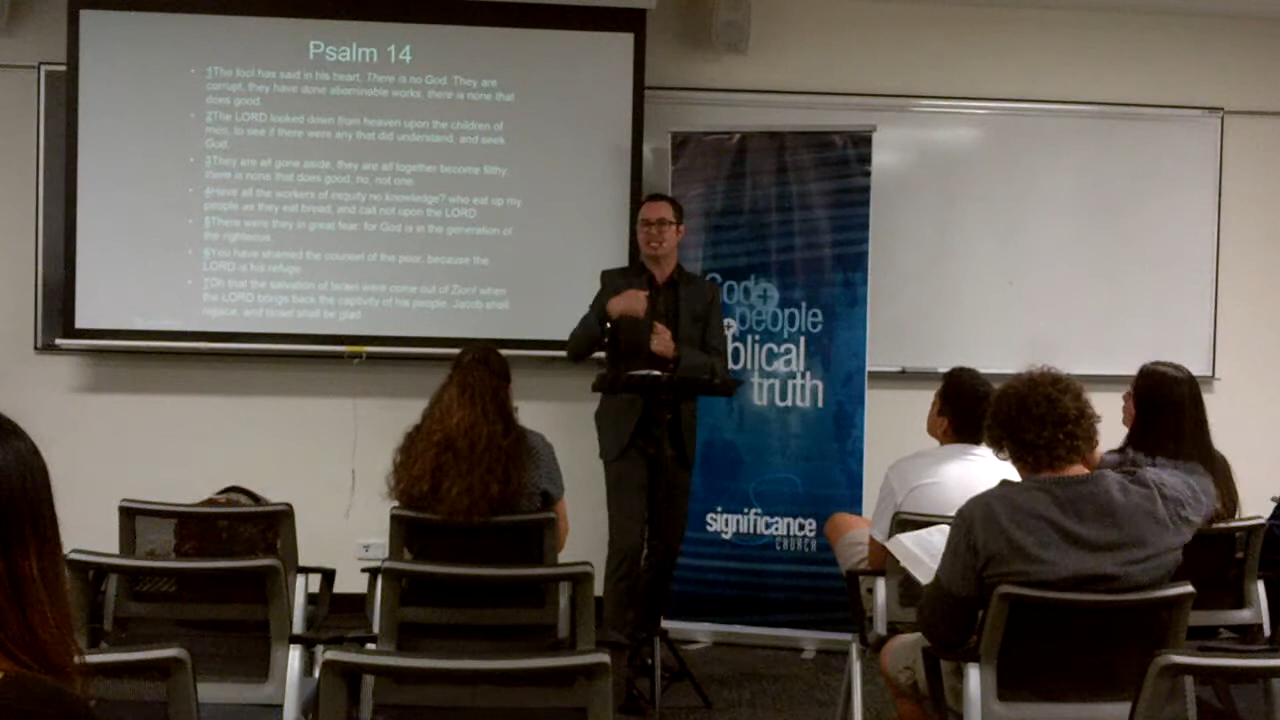 Psalm 14
1The fool has said in his heart, There is no God. They are
corrupt, they have done abominable works, there is none that
does good.
2The LORD looked down from heaven upon the children of
men, to see if there were any that did understand, and seek
God.
3They are all gone aside, they are all together become filthy:
there is none that does good, no, not one.
4Have all the workers of iniquity no knowledge? who eat up my
people as they eat bread, and call not upon the LORD
5There were they in great fear: for God is in the generation of
the righteous.
6You have shamed the counsel of the poor, because the
LORD is his refuge.
7Oh that the salvation of Israel were come out of Zion! when
the LORD brings back the captivity of his people, Jacob shall
rejoice, and Israel shall be glad.
God+
+people
blical
truth
significance
CHURCH